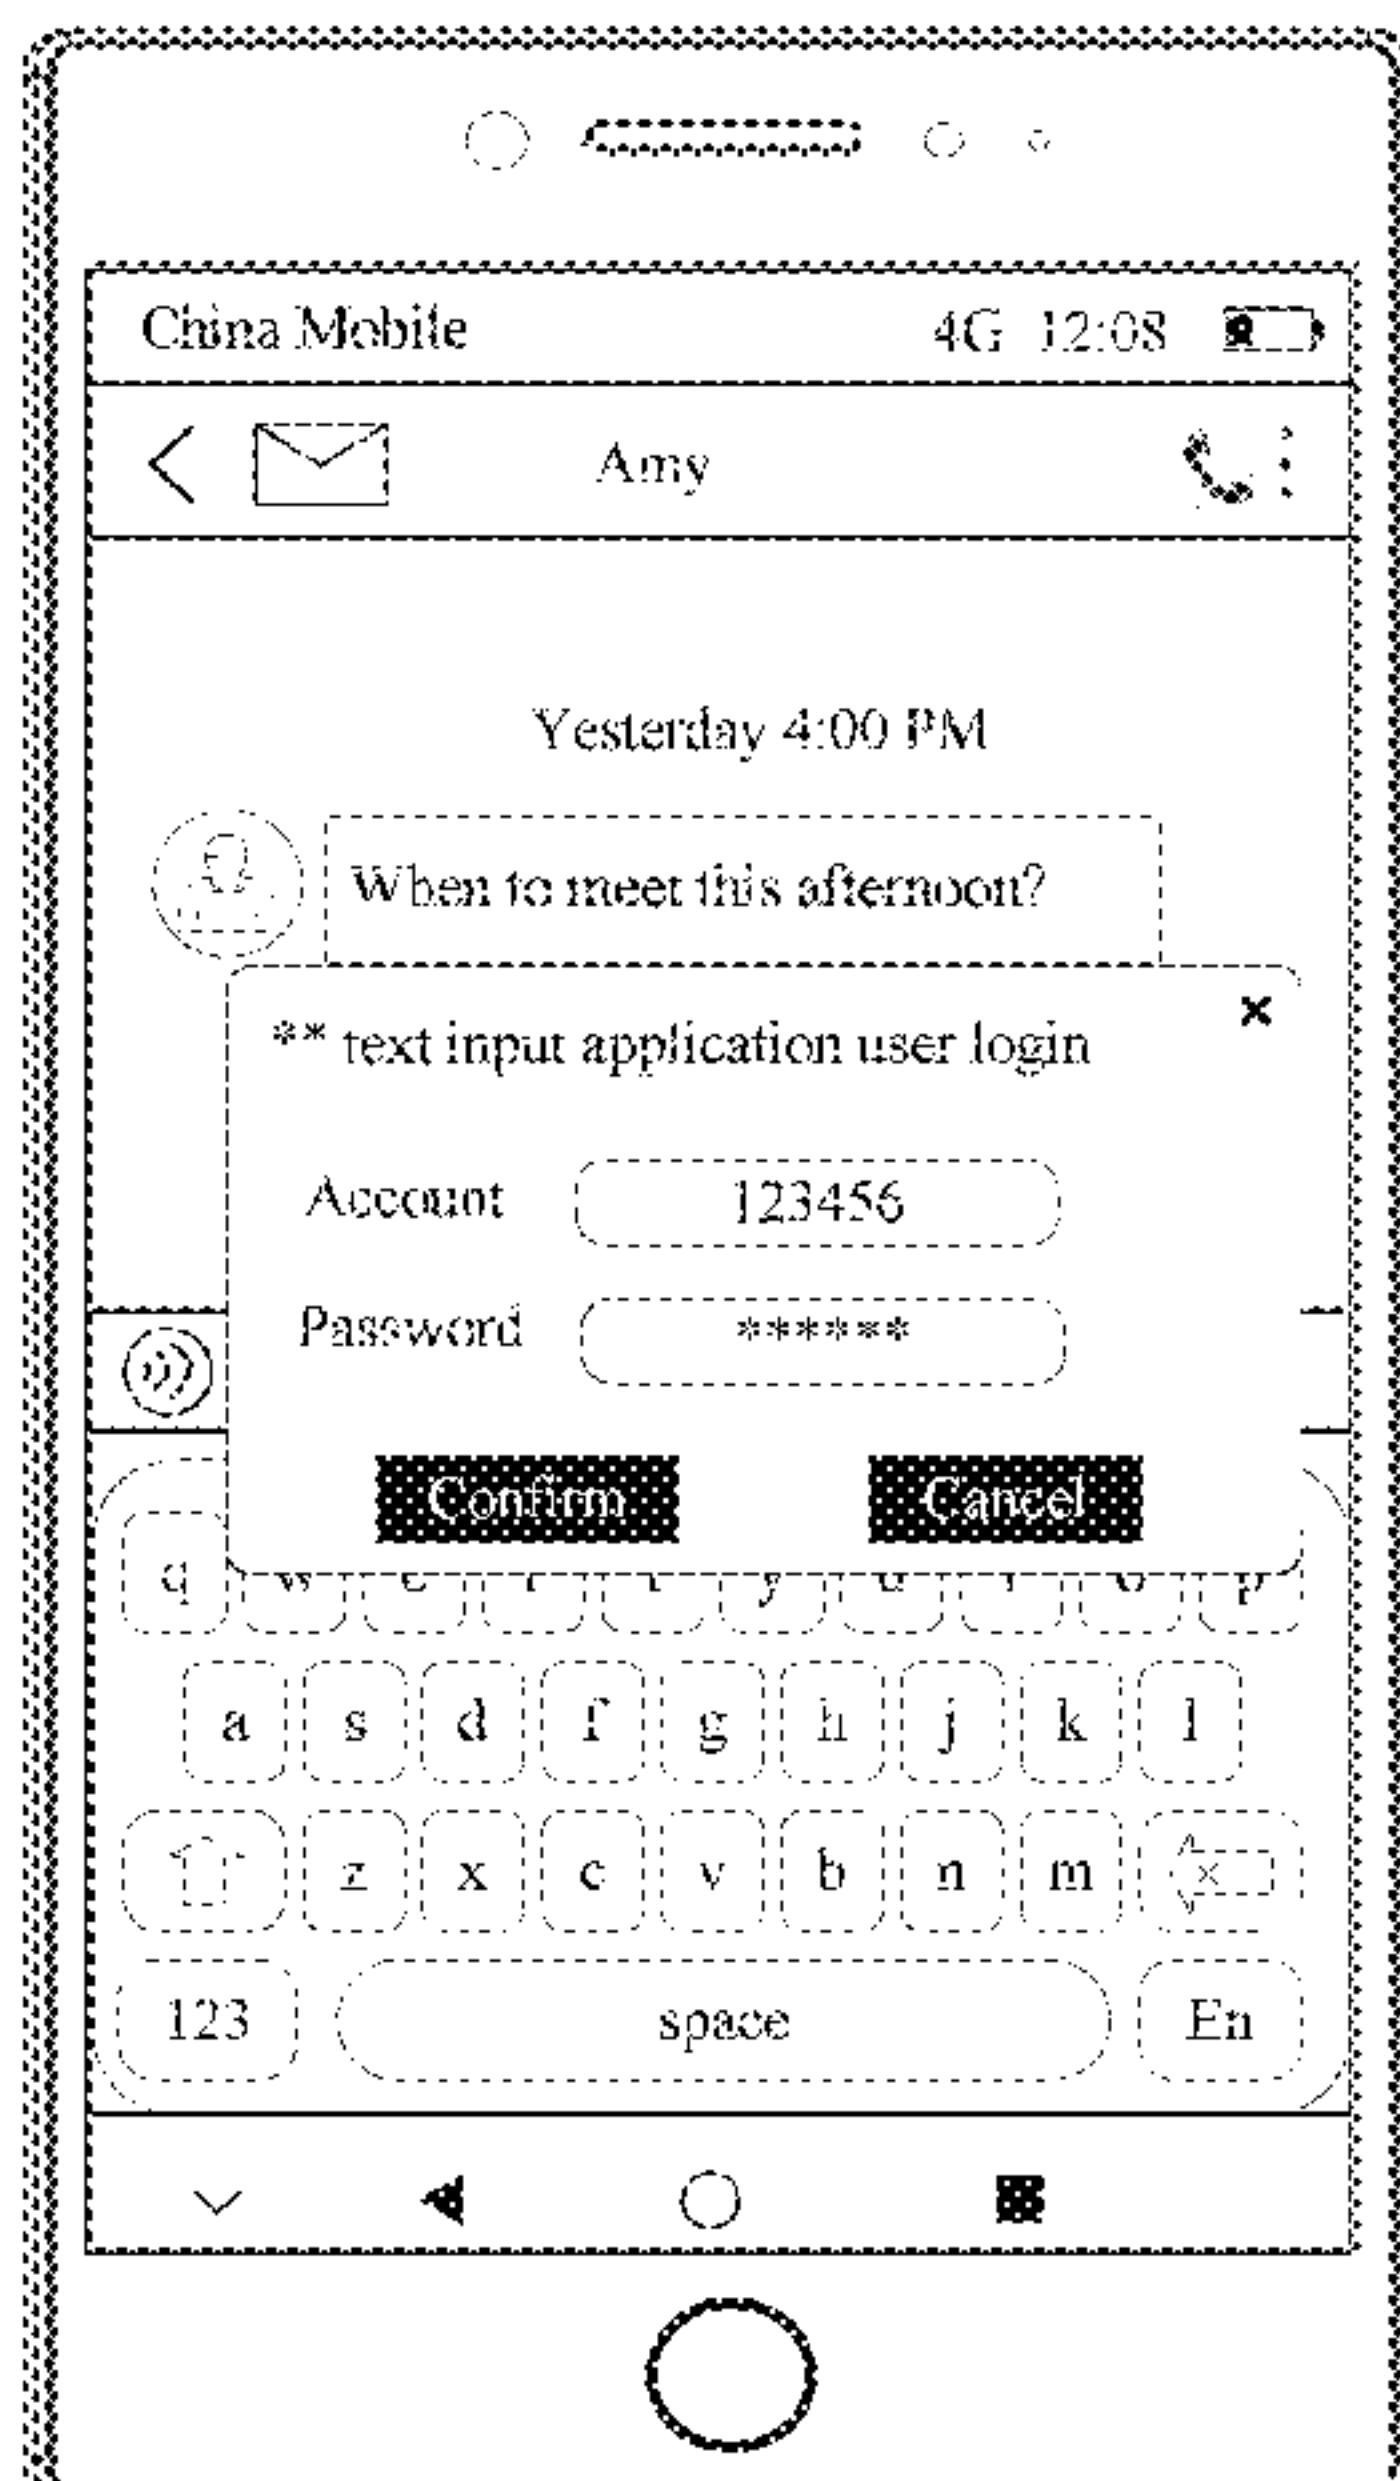 China Mobile 4G 12:08
Amy
Yesterday 4:00 PM
When to meet this afternoon?
** text input application user login
Account 123456
Password ******
Confirm Cancel
q w e r t y u i o p
a s d f g h j k l
z x c v b n m
123 space En